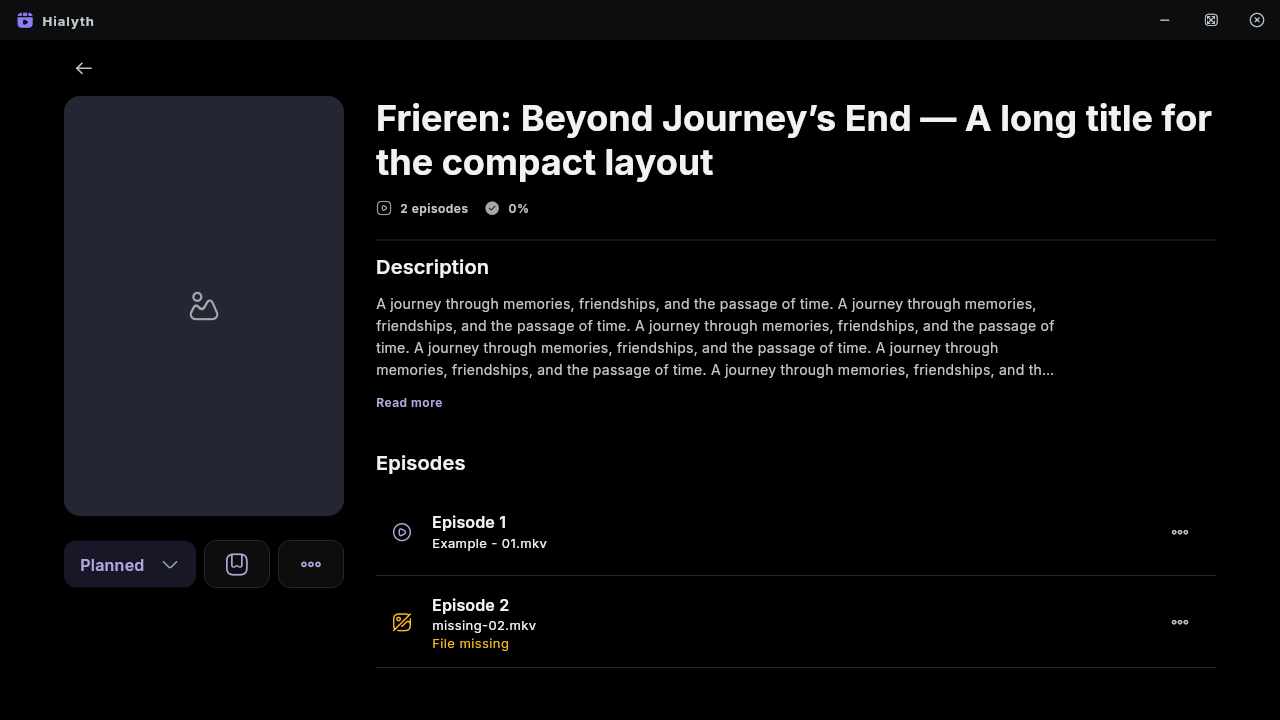 Hialyth
Frieren: Beyond Journey’s End — A long title for
the compact layout
2 episodes 0%
Description
A journey through memories, friendships, and the passage of time. A journey through memories,
friendships, and the passage of time. A journey through memories, friendships, and the passage of
time. A journey through memories, friendships, and the passage of time. A journey through
memories, friendships, and the passage of time. A journey through memories, friendships, and th...
Read more
Planned
Episodes
Episode 1
Example - 01.mkv
Episode 2
missing-02.mkv
File missing